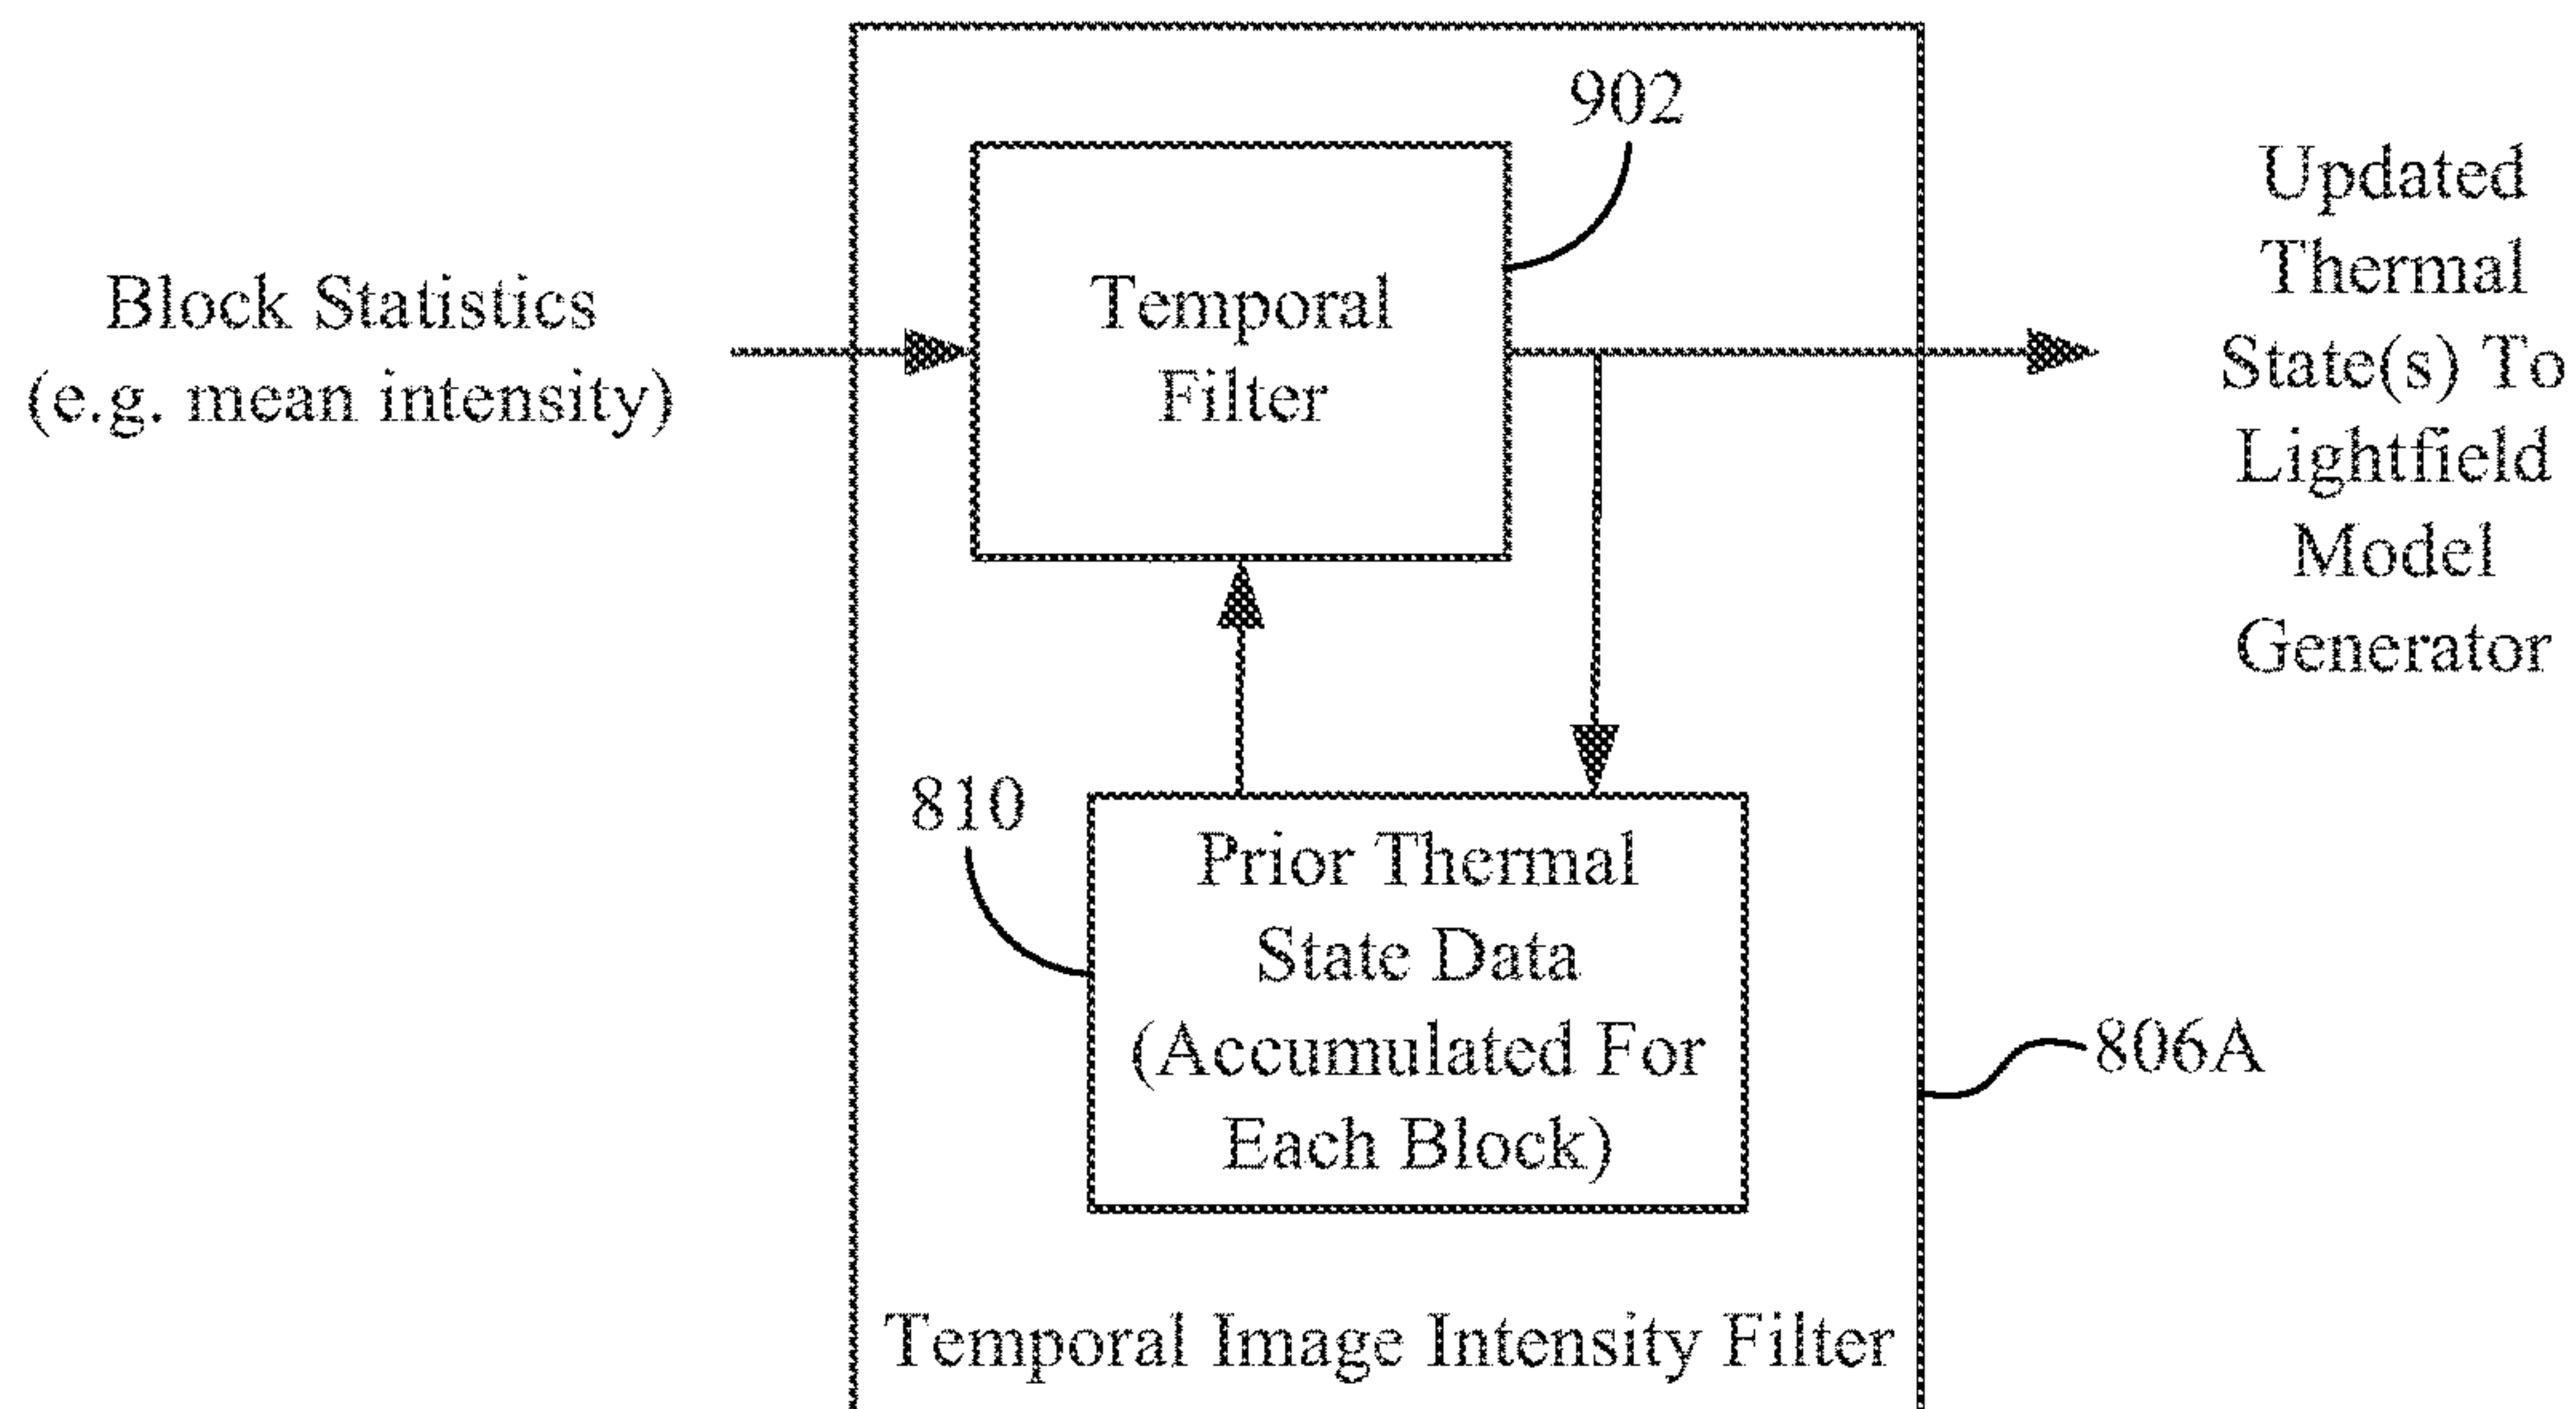 902
Block Statistics
(e.g. mean intensity)
Temporal
Filter
Updated
Thermal
State(s) To
Lightfield
Model
Generator
810
Prior Thermal
State Data
(Accumulated For
Each Block)
806A
Temporal Image Intensity Filter